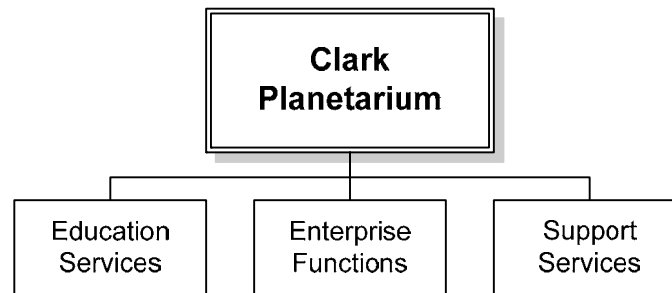 Clark
Planetarium
Education
Services
Enterprise
Functions
Support
Services